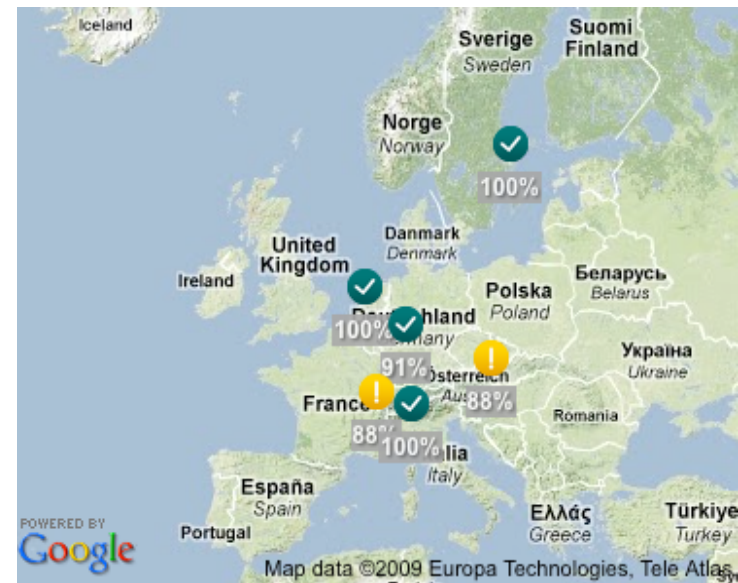 Iceland
Sverige
Sweden
Suomi
Finland
Norge
Norway
100%
Danmark
Denmark
United
Kingdom
Ireland
Беларусь
Belarus
Polska
Poland
hland
100%
91%
Україна
Ukraine
sterreich
88%
France
88%
100%
Romania
Italy
España
Spain
Portugal
Ελλάς
Greece
Türkiye
Turkey
POWERED BY
Google
Map data ©2009 Europa Technologies, Tele Atlas